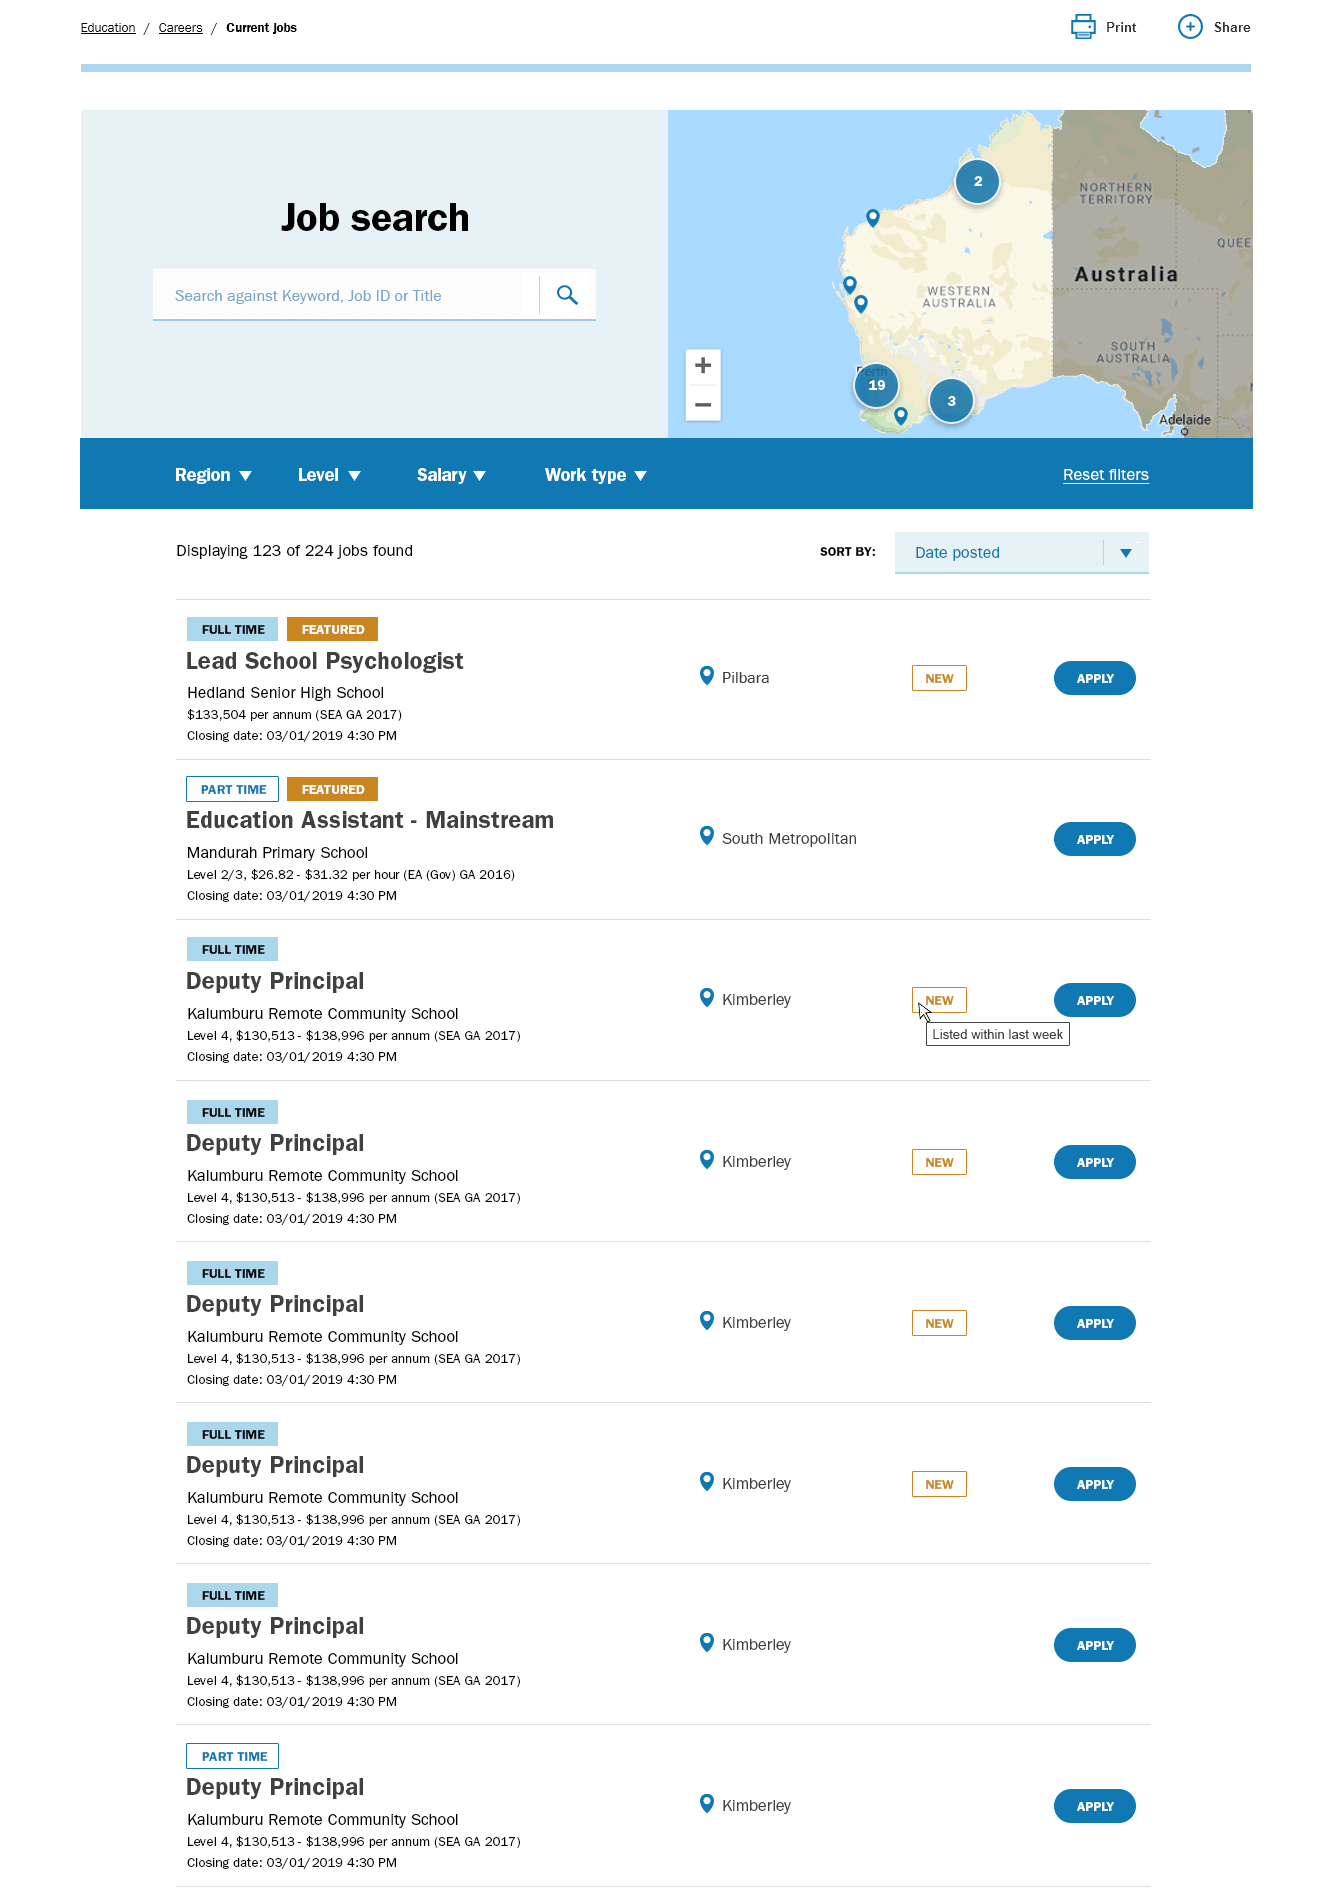 Education / Careers / Current jobs
Print
Share
Job search
Search against Keyword, Job ID or Title
2
NORTHERN
TERRITORY
QUEE
Australia
WESTERN
AUSTRALIA
SOUTH
AUSTRALIA
Perth
19
3
Adelaide
Region
Level
Salary
Work type
Reset filters
Displaying 123 of 224 jobs found
SORT BY:
Date posted
FULL TIME
FEATURED
Lead School Psychologist
Hedland Senior High School
$133,504 per annum (SEA GA 2017)
Closing date: 03/01/2019 4:30 PM
Pilbara
NEW
APPLY
PART TIME
FEATURED
Education Assistant - Mainstream
Mandurah Primary School
Level 2/3, $26.82 - $31.32 per hour (EA (Gov) GA 2016)
Closing date: 03/01/2019 4:30 PM
South Metropolitan
APPLY
FULL TIME
Deputy Principal
Kalumburu Remote Community School
Level 4, $130,513 - $138,996 per annum (SEA GA 2017)
Closing date: 03/01/2019 4:30 PM
Kimberley
NEW
Listed within last week
APPLY
FULL TIME
Deputy Principal
Kalumburu Remote Community School
Level 4, $130,513 - $138,996 per annum (SEA GA 2017)
Closing date: 03/01/2019 4:30 PM
Kimberley
NEW
APPLY
FULL TIME
Deputy Principal
Kalumburu Remote Community School
Level 4, $130,513 - $138,996 per annum (SEA GA 2017)
Closing date: 03/01/2019 4:30 PM
Kimberley
NEW
APPLY
FULL TIME
Deputy Principal
Kalumburu Remote Community School
Level 4, $130,513 - $138,996 per annum (SEA GA 2017)
Closing date: 03/01/2019 4:30 PM
Kimberley
NEW
APPLY
FULL TIME
Deputy Principal
Kalumburu Remote Community School
Level 4, $130,513 - $138,996 per annum (SEA GA 2017)
Closing date: 03/01/2019 4:30 PM
Kimberley
APPLY
PART TIME
Deputy Principal
Kalumburu Remote Community School
Level 4, $130,513 - $138,996 per annum (SEA GA 2017)
Closing date: 03/01/2019 4:30 PM
Kimberley
APPLY